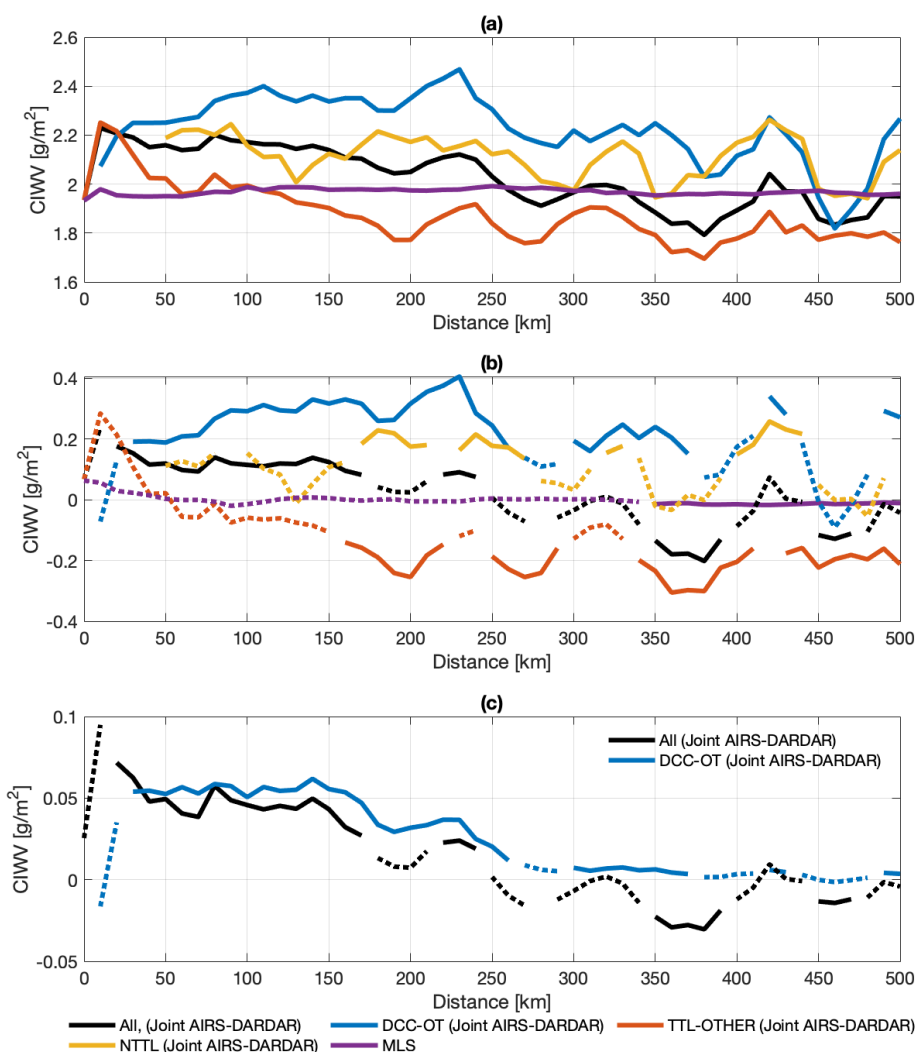 (a)
2.6
2.4
2.2
2
1.8
1.6
CIWV [g/m²]
0 50 100 150 200 250 300 350 400 450 500
Distance [km]
(b)
0.4
0.2
0
-0.2
-0.4
CIWV [g/m²]
0 50 100 150 200 250 300 350 400 450 500
Distance [km]
(c)
0.1
0.05
0
-0.05
CIWV [g/m²]
All (Joint AIRS-DARDAR)
DCC-OT (Joint AIRS-DARDAR)
0 50 100 150 200 250 300 350 400 450 500
Distance [km]
All, (Joint AIRS-DARDAR) DCC-OT (Joint AIRS-DARDAR) TTL-OTHER (Joint AIRS-DARDAR)
NTTL (Joint AIRS-DARDAR) MLS